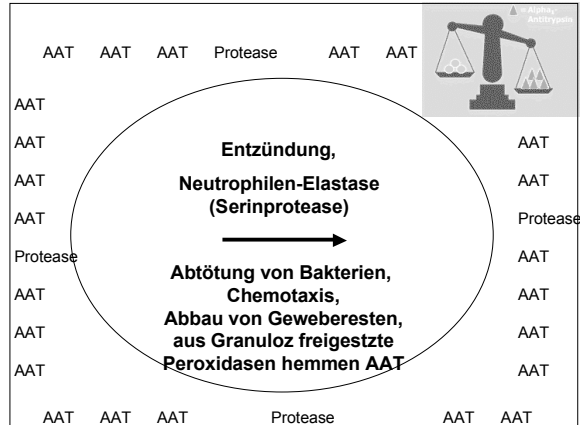 = Alpha₁-
Antitrypsin
AAT AAT AAT Protease AAT AAT
AAT
AAT AAT
AAT AAT
AAT Protease
Protease AAT
AAT AAT
AAT AAT
AAT AAT
Entzündung,
Neutrophilen-Elastase
(Serinprotease)
Abtötung von Bakterien,
Chemotaxis,
Abbau von Geweberesten,
aus Granuloz freigestzte
Peroxidasen hemmen AAT
AAT AAT AAT Protease AAT AAT